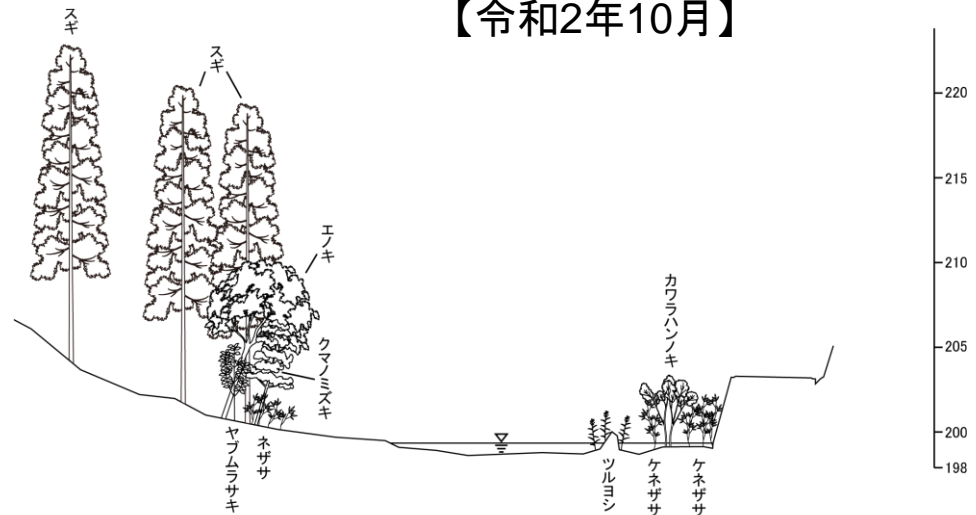 【令和2年10月】
スギ
スギ
エノキ
クマノミズキ
カワラハンノキ
ヤブムラサキ
ネザサ
ツルヨシ
ケネザサ
ケネザサ
220
215
210
205
200
198